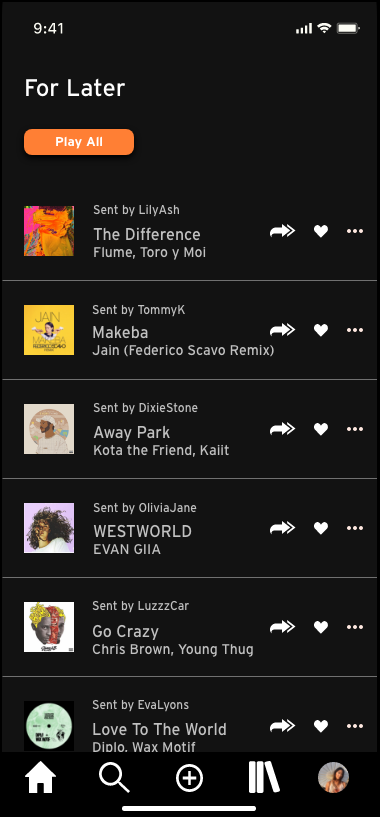 9:41
For Later
Play All
Sent by LilyAsh
The Difference
Flume, Toro y Moi
JAIN
MAKEBA
Sent by TommyK
Makeba
Jain (Federico Scavo Remix)
Sent by DixieStone
Away Park
Kota the Friend, Kaiit
Sent by OliviaJane
WESTWORLD
EVAN GIIA
Sent by LuzzzCar
Go Crazy
Chris Brown, Young Thug
Sent by EvaLyons
Love To The World
Diplo, Wax Motif